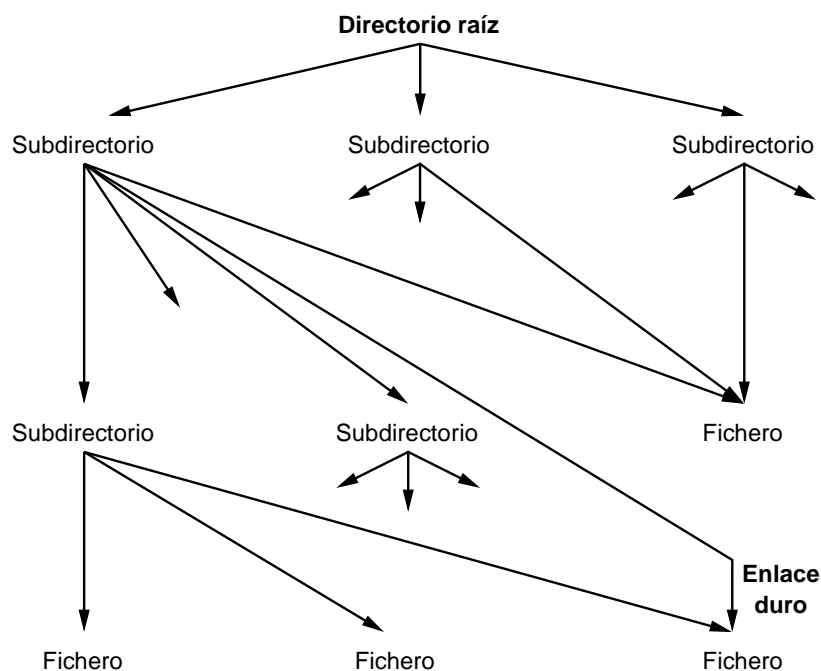 Directorio raíz
Subdirectorio
Subdirectorio
Subdirectorio
Subdirectorio
Subdirectorio
Fichero
Enlace
duro
Fichero
Fichero
Fichero